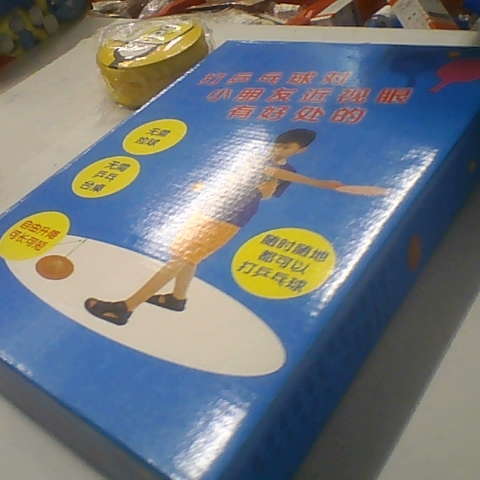 打乒乓球对
小朋友近视眼
有好处的
无需
捡球
无需
乒乓
台桌
自由升降
可长可短
随时随地
都可以
打乒乓球